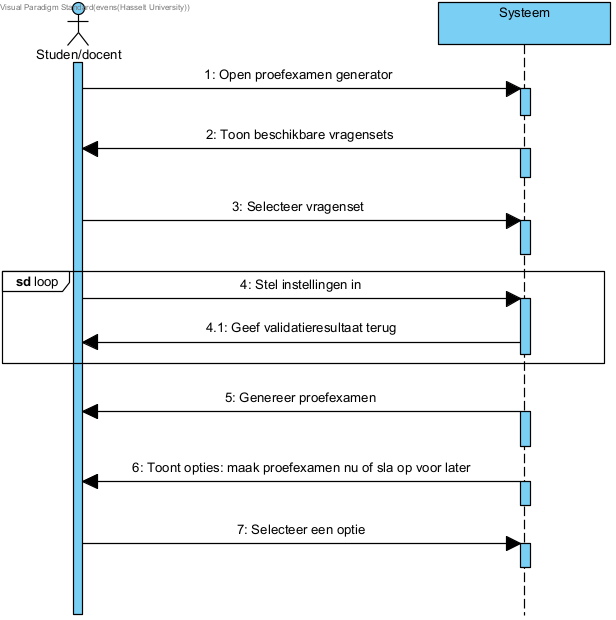 Visual Paradigm Standard(evens(Hasselt University))
Systeem
Studen/docent
1: Open proefexamen generator
2: Toon beschikbare vragensets
3: Selecteer vragenset
sd loop
4: Stel instellingen in
4.1: Geef validatieresultaat terug
5: Genereer proefexamen
6: Toont opties: maak proefexamen nu of sla op voor later
7: Selecteer een optie